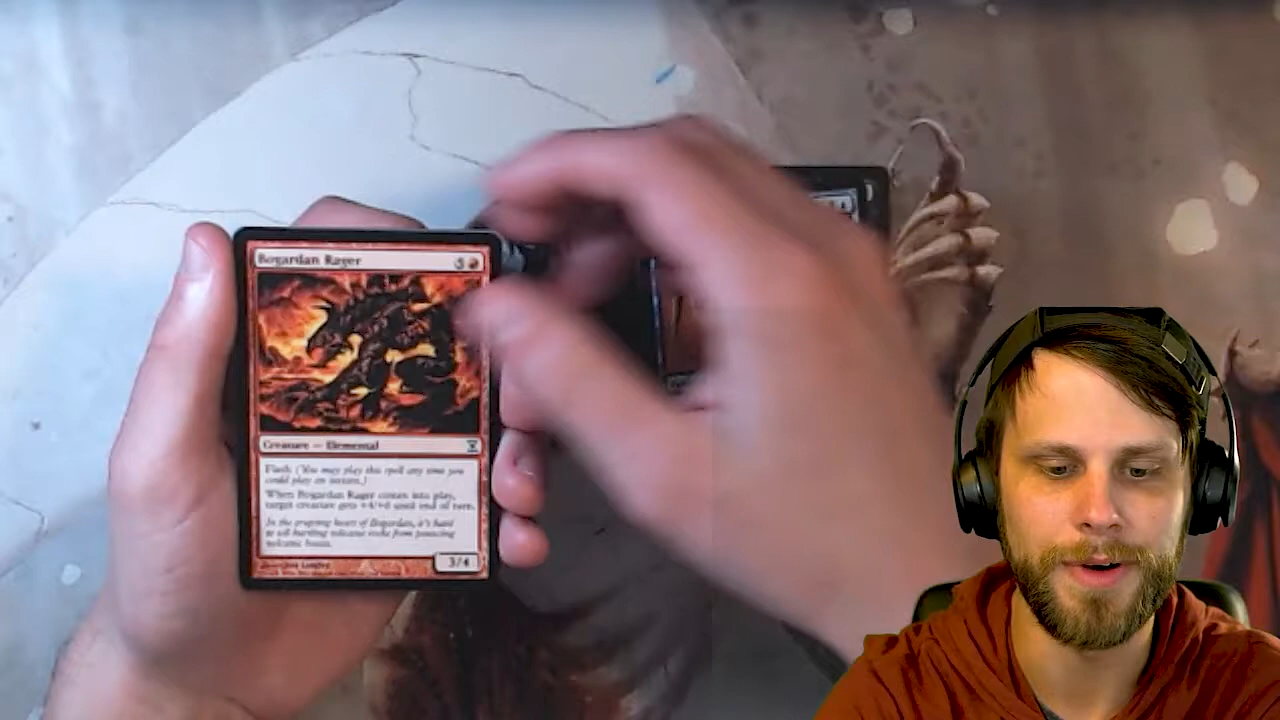 Bogardan Rager 5
Creature — Elemental
Flash (You may play this spell any time you
could play an instant.)
When Bogardan Rager comes into play,
target creature gets +4/+0 until end of turn.
In the erupting heart of Bogardan, it's hard
to tell hurtling volcanic rocks from pouncing
volcanic beasts.
3/4